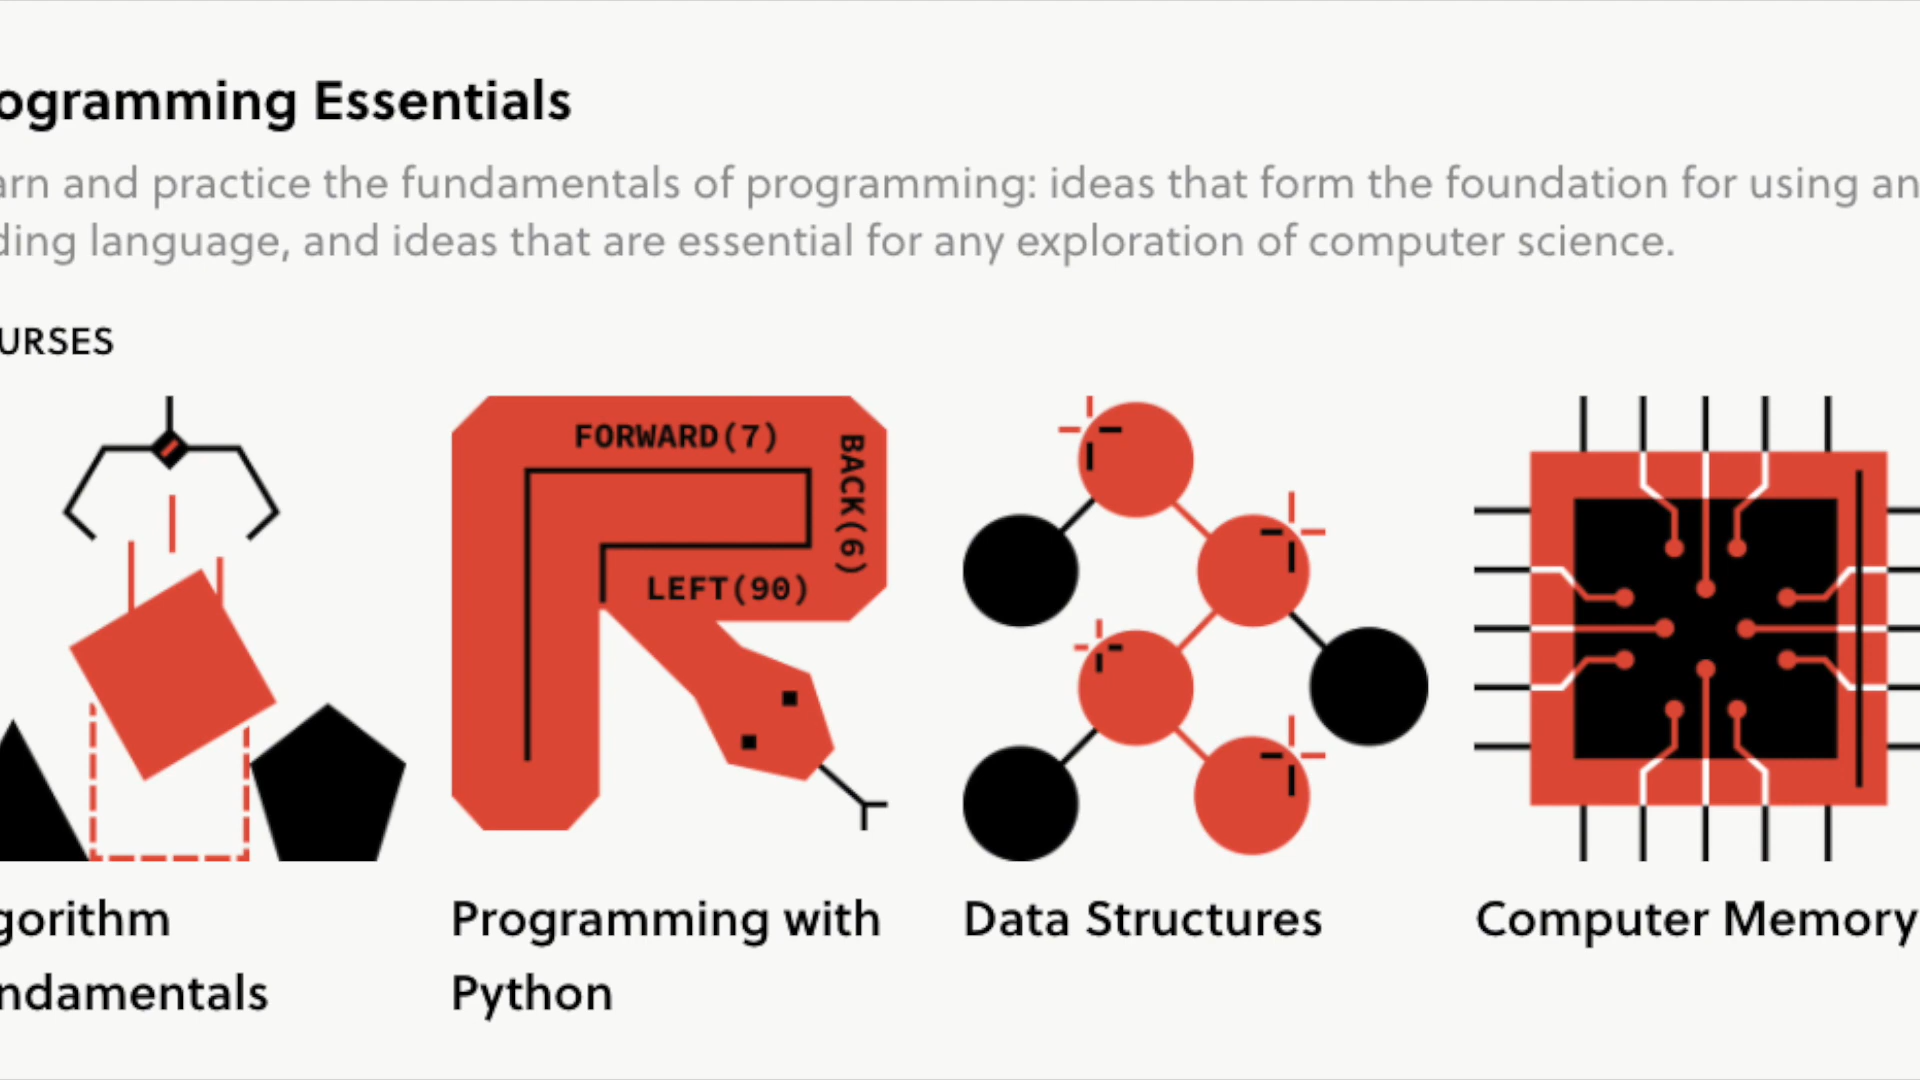 ogramming Essentials
arn and practice the fundamentals of programming: ideas that form the foundation for using an
ding language, and ideas that are essential for any exploration of computer science.
URSES
FORWARD(7)
BACK(6)
LEFT(90)
gorithm
ndamentals
Programming with
Python
Data Structures
Computer Memory